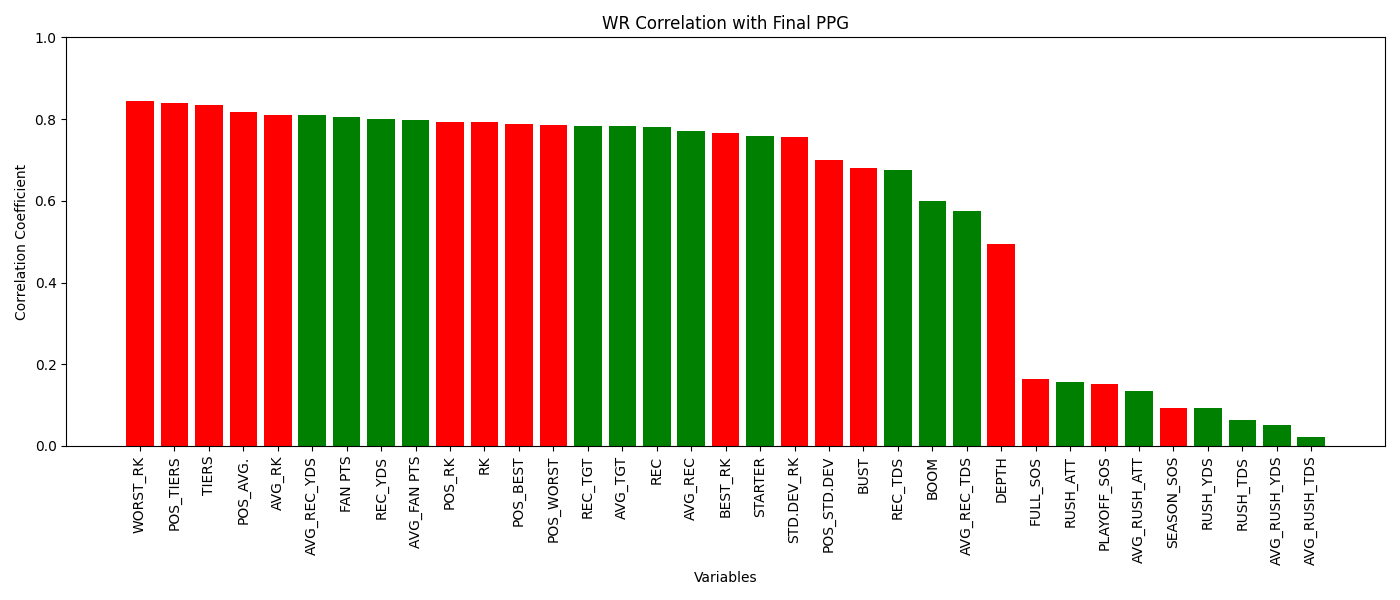 WR Correlation with Final PPG
Correlation Coefficient
1.0
0.8
0.6
0.4
0.2
0.0
WORST_RK
POS_TIERS
TIERS
POS_AVG.
AVG_RK
AVG_REC_YDS
FAN PTS
REC_YDS
AVG_FAN PTS
POS_RK
RK
POS_BEST
POS_WORST
REC_TGT
AVG_TGT
REC
AVG_REC
BEST_RK
STARTER
STD.DEV_RK
POS_STD.DEV
BUST
REC_TDS
BOOM
AVG_REC_TDS
DEPTH
FULL_SOS
RUSH_ATT
PLAYOFF_SOS
AVG_RUSH_ATT
SEASON_SOS
RUSH_YDS
RUSH_TDS
AVG_RUSH_YDS
AVG_RUSH_TDS
Variables